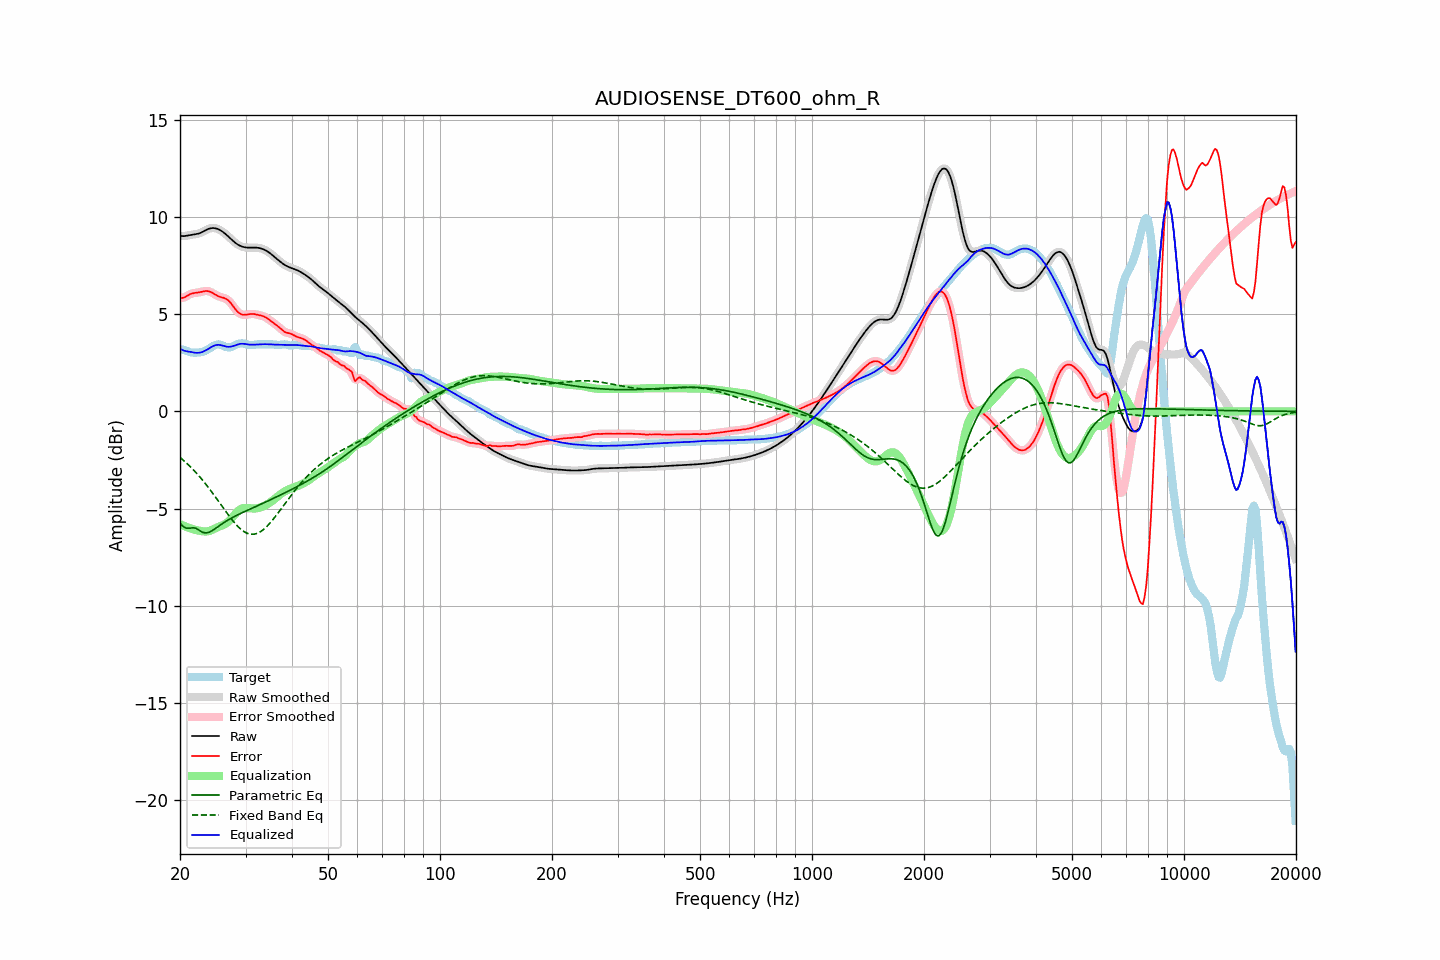 AUDIOSENSE_DT600_ohm_R
15
10
5
0
−5
−10
−15
−20
Amplitude (dBr)
Target
Raw Smoothed
Error Smoothed
Raw
Error
Equalization
Parametric Eq
Fixed Band Eq
Equalized
20 50 100 200 500 1000 2000 5000 10000 20000
Frequency (Hz)